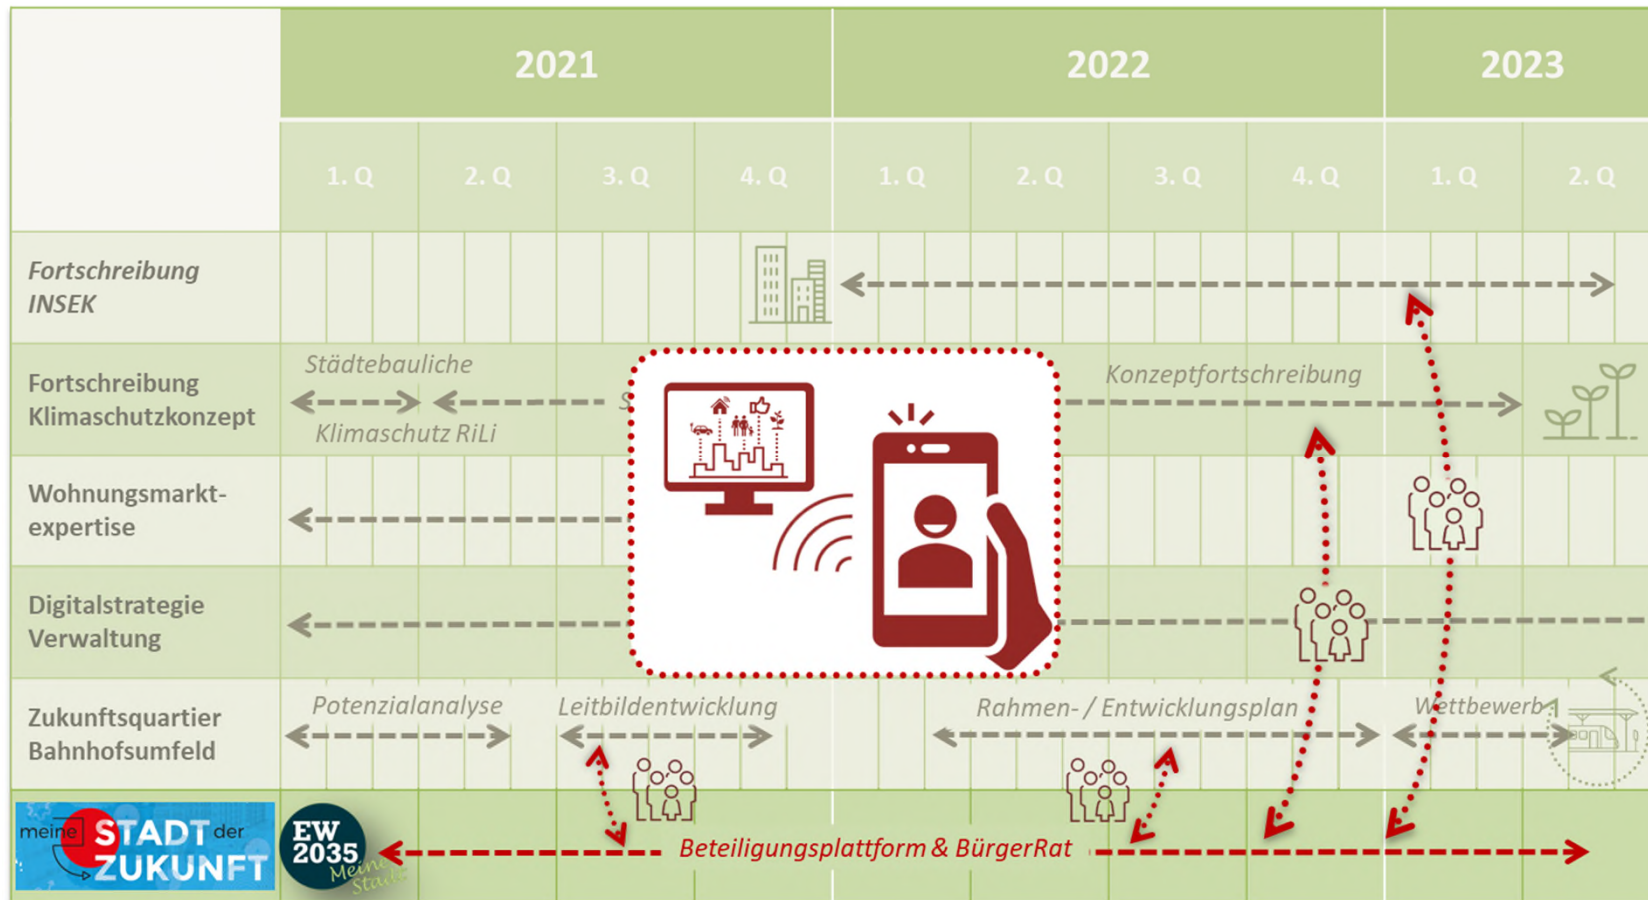 2021 2022 2023
1. Q 2. Q 3. Q 4. Q 1. Q 2. Q 3. Q 4. Q 1. Q 2. Q
Fortschreibung
INSEK
Fortschreibung
Klimaschutzkonzept
Städtebauliche
Klimaschutz RiLi
S
Konzeptfortschreibung
Wohnungsmarkt-
expertise
Digitalstrategie
Verwaltung
Zukunftsquartier
Bahnhofsumfeld
Potenzialanalyse
Leitbildentwicklung
Rahmen- / Entwicklungsplan
Wettbewerb
meine STADT der
ZUKUNFT
EW
2035
Meine
Stadt
Beteiligungsplattform & BürgerRat